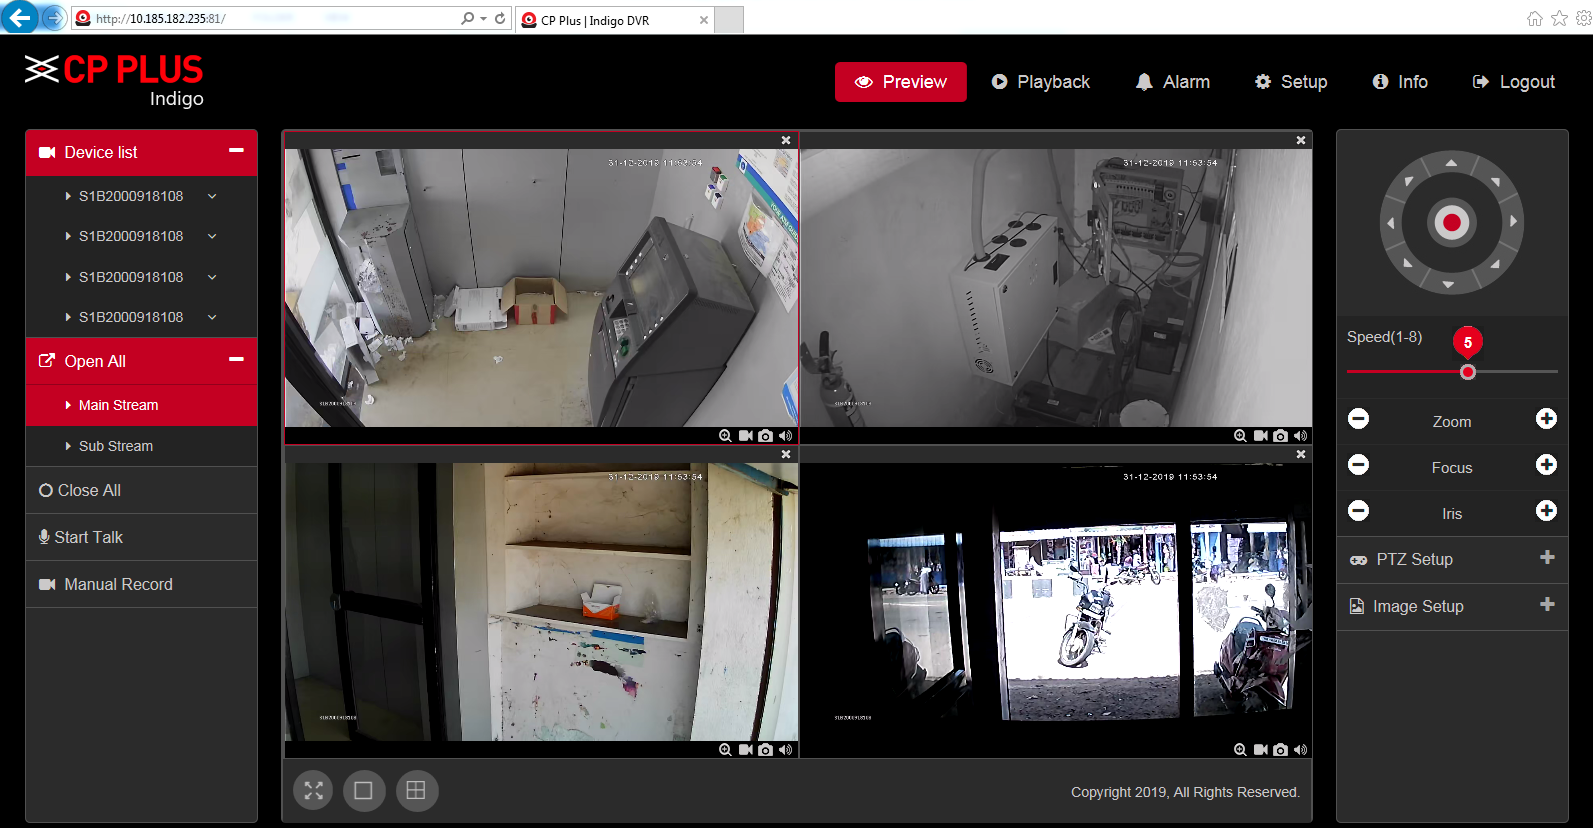 http://10.185.182.235:81/
CP Plus | Indigo DVR
CP PLUS
Indigo
Preview
Playback
Alarm
Setup
Info
Logout
Device list
S1B2000918108
S1B2000918108
S1B2000918108
S1B2000918108
Open All
Main Stream
Sub Stream
Close All
Start Talk
Manual Record
31-12-2019 11:53:54
S1B2000918108
31-12-2019 11:53:54
S1B2000918108
31-12-2019 11:53:54
S1B2000918108
31-12-2019 11:53:54
S1B2000918108
Copyright 2019, All Rights Reserved.
Speed(1-8)
5
Zoom
Focus
Iris
PTZ Setup
Image Setup